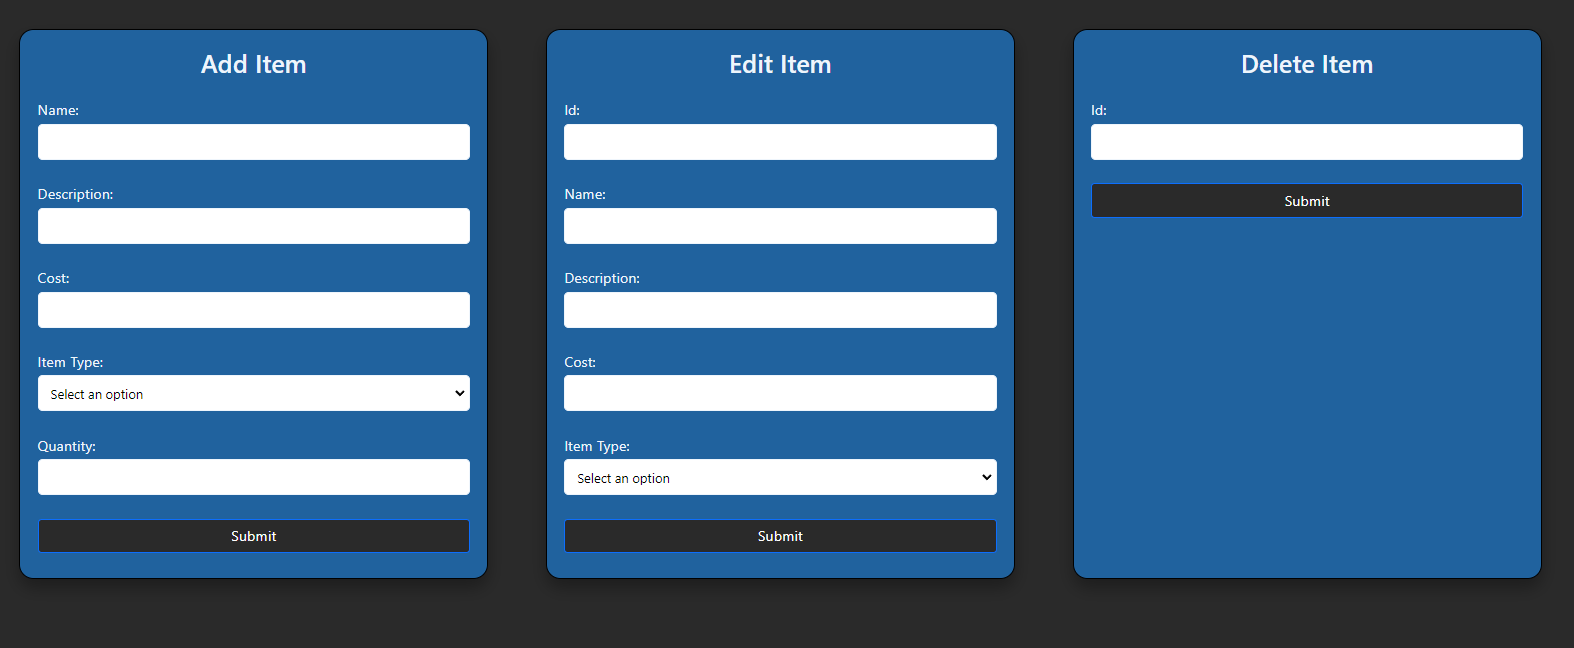 Add Item
Name:
Description:
Cost:
Item Type:
Select an option
Quantity:
Submit
Edit Item
Id:
Name:
Description:
Cost:
Item Type:
Select an option
Submit
Delete Item
Id:
Submit